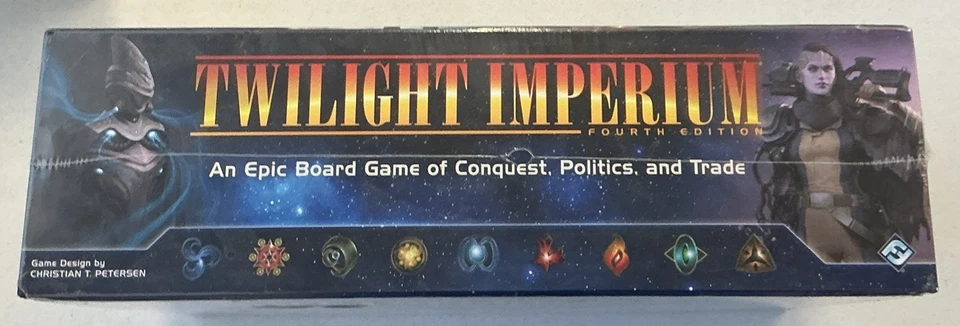 TWILIGHT IMPERIUM
FOURTH EDITION
An Epic Board Game of Conquest, Politics, and Trade
Game Design by
CHRISTIAN T. PETERSEN